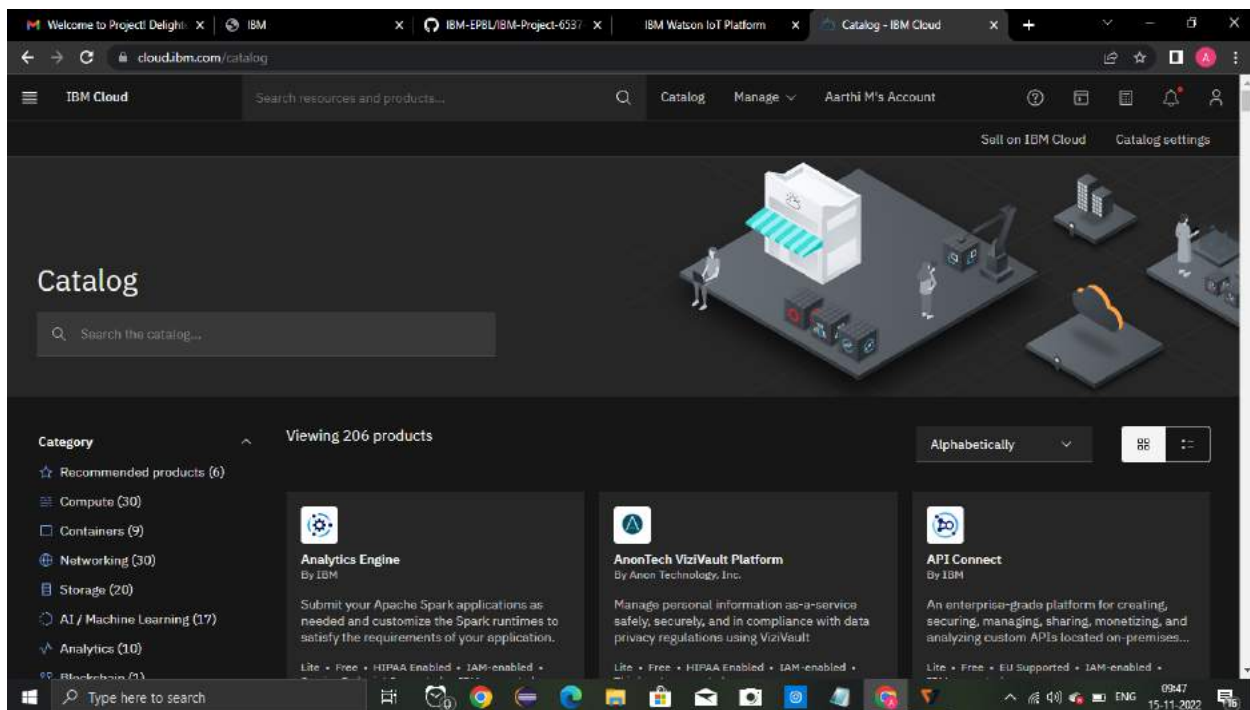 Welcome to Project! Delight
IBM
IBM-EPBL/IBM-Project-6537
IBM Watson IoT Platform
Catalog - IBM Cloud
cloud.ibm.com/catalog
A
IBM Cloud
Search resources and products...
Catalog
Manage
Aarthi M's Account
Sell on IBM Cloud
Catalog settings
Catalog
Search the catalog...
Category
Recommended products (6)
Compute (30)
Containers (9)
Networking (30)
Storage (20)
AI / Machine Learning (17)
Analytics (10)
Blockchain (1)
Viewing 206 products
Alphabetically
Analytics Engine
By IBM
Submit your Apache Spark applications as
needed and customize the Spark runtimes to
satisfy the requirements of your application.
Lite • Free • HIPAA Enabled • IAM-enabled •
AnonTech ViziVault Platform
By Anon Technology, Inc.
Manage personal information as-a-service
safely, securely, and in compliance with data
privacy regulations using ViziVault
Lite • Free • HIPAA Enabled • IAM-enabled •
API Connect
By IBM
An enterprise-grade platform for creating,
securing, managing, sharing, monetizing, and
analyzing custom APIs located on-premises...
Lite • Free • EU Supported • IAM-enabled •
Type here to search
ENG
09:47
15-11-2022
16